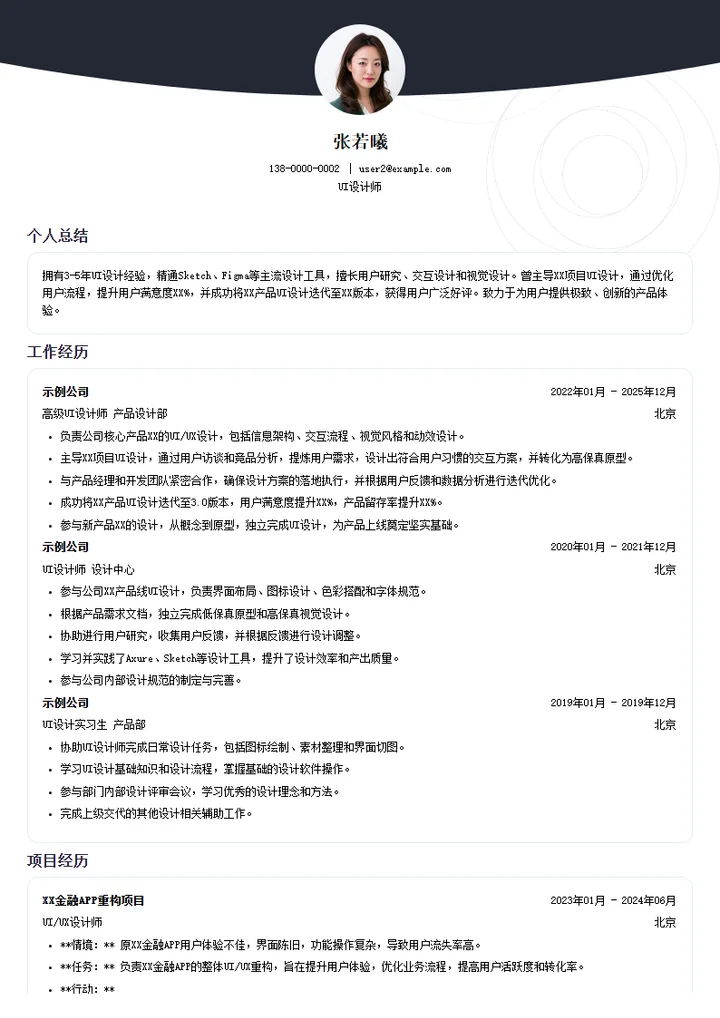 张若曦
138-0000-0002 | user2@example.com
UI设计师
个人总结
拥有3-5年UI设计经验，精通Sketch、Figma等主流设计工具，擅长用户研究、交互设计和视觉设计。曾主导XX项目UI设计，通过优化
用户流程，提升用户满意度XX%，并成功将XX产品UI设计迭代至XX版本，获得用户广泛好评。致力于为用户提供极致、创新的产品体
验。
工作经历
示例公司 2022年01月 - 2025年12月
高级UI设计师 产品设计部 北京
• 负责公司核心产品XX的UI/UX设计，包括信息架构、交互流程、视觉风格和动效设计。
• 主导XX项目UI设计，通过用户访谈和竞品分析，提炼用户需求，设计出符合用户习惯的交互方案，并转化为高保真原型。
• 与产品经理和开发团队紧密合作，确保设计方案的落地执行，并根据用户反馈和数据分析进行迭代优化。
• 成功将XX产品UI设计迭代至3.0版本，用户满意度提升XX%，产品留存率提升XX%。
• 参与新产品XX的设计，从概念到原型，独立完成UI设计，为产品上线奠定坚实基础。
示例公司 2020年01月 - 2021年12月
UI设计师 设计中心 北京
• 参与公司XX产品线UI设计，负责界面布局、图标设计、色彩搭配和字体规范。
• 根据产品需求文档，独立完成低保真原型和高保真视觉设计。
• 协助进行用户研究，收集用户反馈，并根据反馈进行设计调整。
• 学习并实践了Axure、Sketch等设计工具，提升了设计效率和产出质量。
• 参与公司内部设计规范的制定与完善。
示例公司 2019年01月 - 2019年12月
UI设计实习生 产品部 北京
• 协助UI设计师完成日常设计任务，包括图标绘制、素材整理和界面切图。
• 学习UI设计基础知识和设计流程，掌握基础的设计软件操作。
• 参与部门内部设计评审会议，学习优秀的设计理念和方法。
• 完成上级交代的其他设计相关辅助工作。
项目经历
XX金融APP重构项目 2023年01月 - 2024年06月
UI/UX设计师 北京
• **情境：** 原XX金融APP用户体验不佳，界面陈旧，功能操作复杂，导致用户流失率高。
• **任务：** 负责XX金融APP的整体UI/UX重构，旨在提升用户体验，优化业务流程，提高用户活跃度和转化率。
• **行动：**